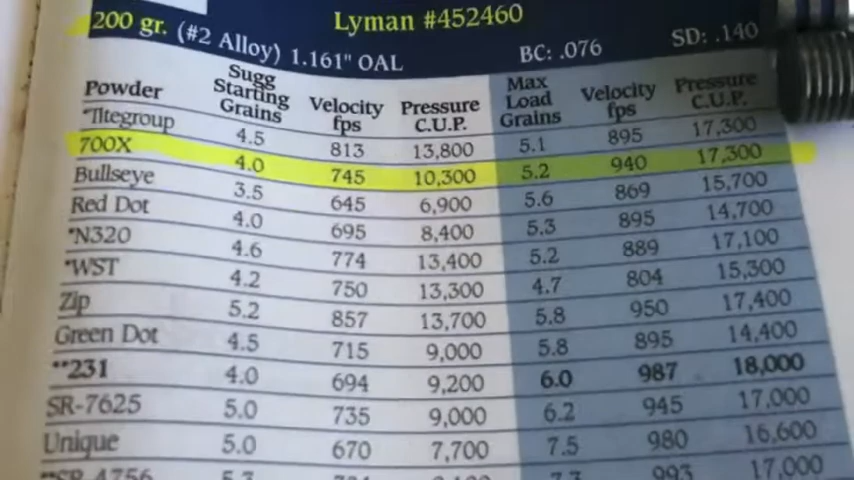 200 gr. (#2 Alloy) 1.161" OAL Lyman #452460 BC: .076 SD: .140
Powder Sugg Starting Grains Velocity fps Pressure C.U.P. Max Load Grains Velocity fps Pressure C.U.P.
*Titegroup 4.5 813 13,800 5.1 895 17,300
700X 4.0 745 10,300 5.2 940 17,300
Bullseye 3.5 645 6,900 5.6 869 15,700
Red Dot 4.0 695 8,400 5.3 895 14,700
*N320 4.6 774 13,400 5.2 889 17,100
*WST 4.2 750 13,300 4.7 804 15,300
Zip 5.2 857 13,700 5.8 950 17,400
Green Dot 4.5 715 9,000 5.8 895 14,400
**231 4.0 694 9,200 6.0 987 18,000
SR-7625 5.0 735 9,000 6.2 945 17,000
Unique 5.0 670 7,700 7.5 980 16,600
993 17,000